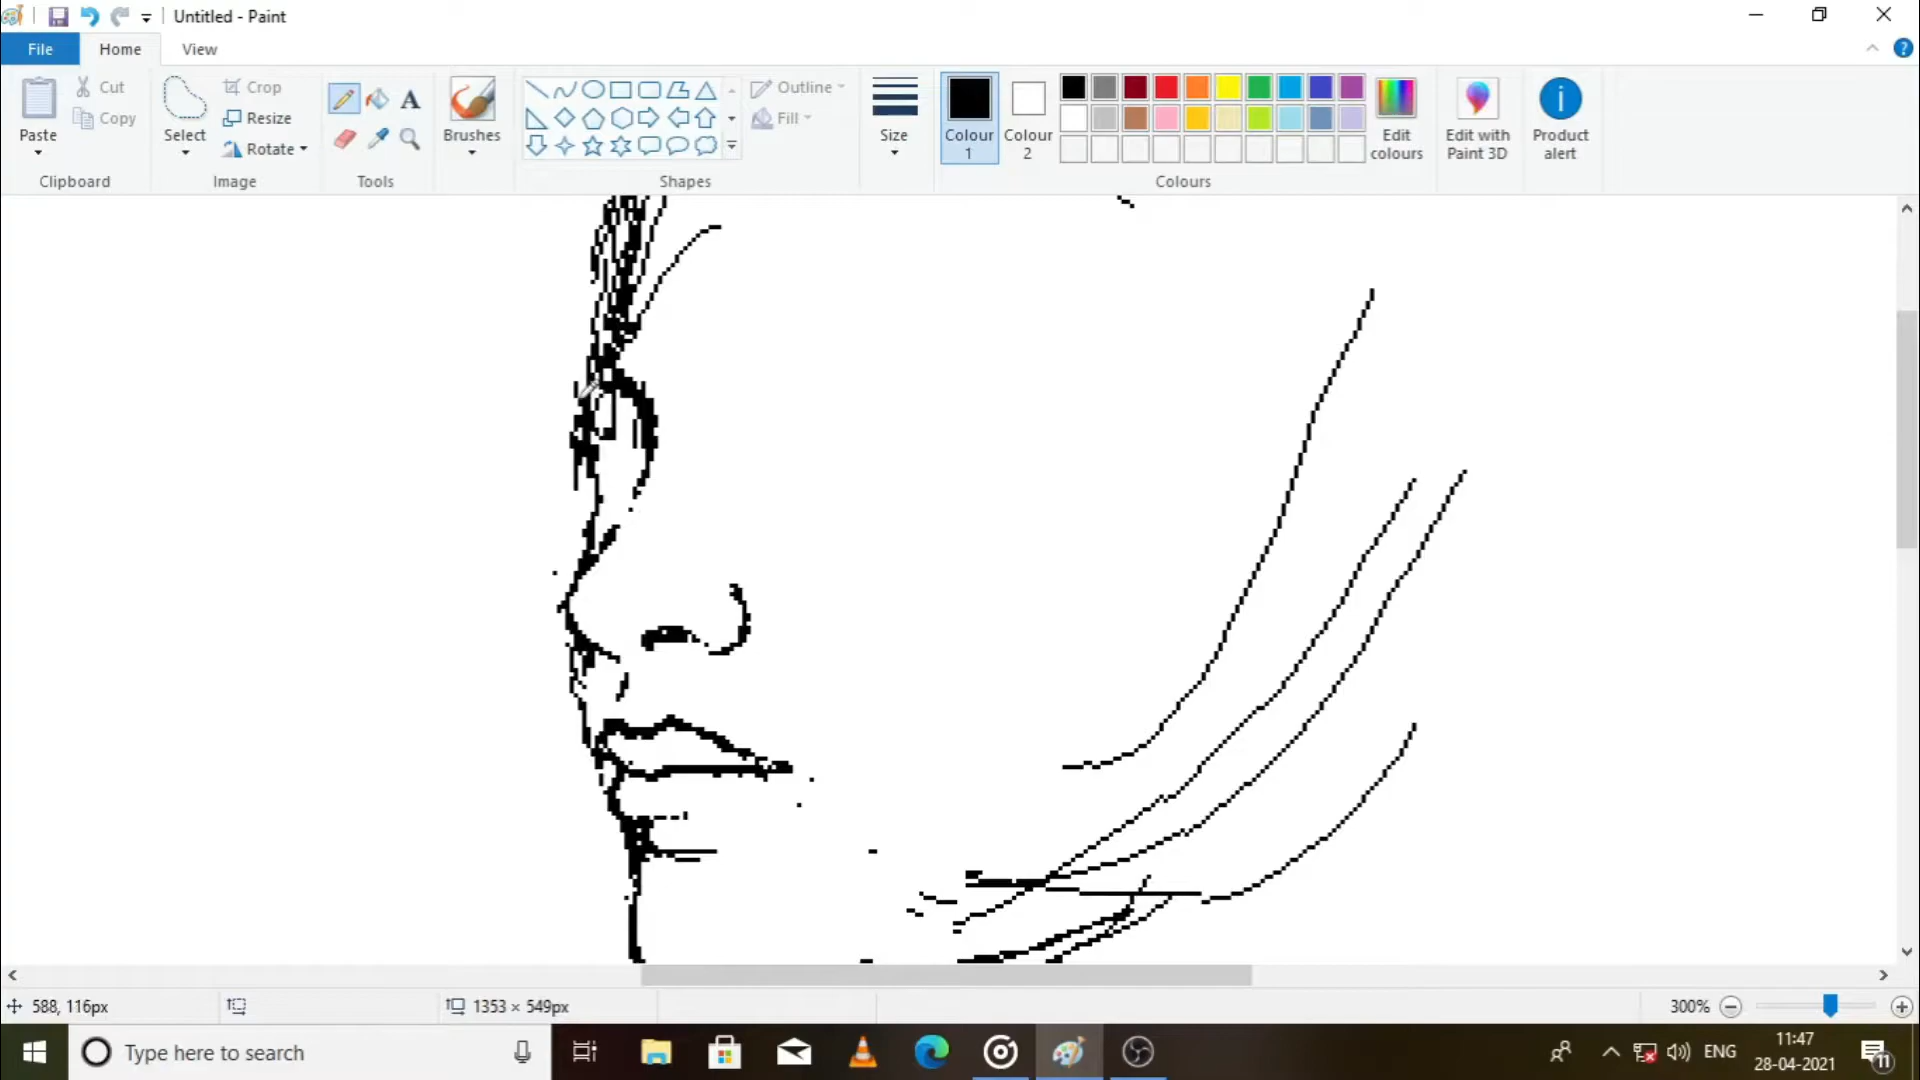 Untitled - Paint
File Home View
Paste Cut Copy Clipboard
Select Crop Resize Rotate Image
Tools
Brushes
Outline Fill Shapes
Size
Colour 1 Colour 2
Edit colours
Colours
Edit with Paint 3D
Product alert
588, 116px 1353 × 549px 300%
Type here to search ENG 11:47
28-04-2021 11